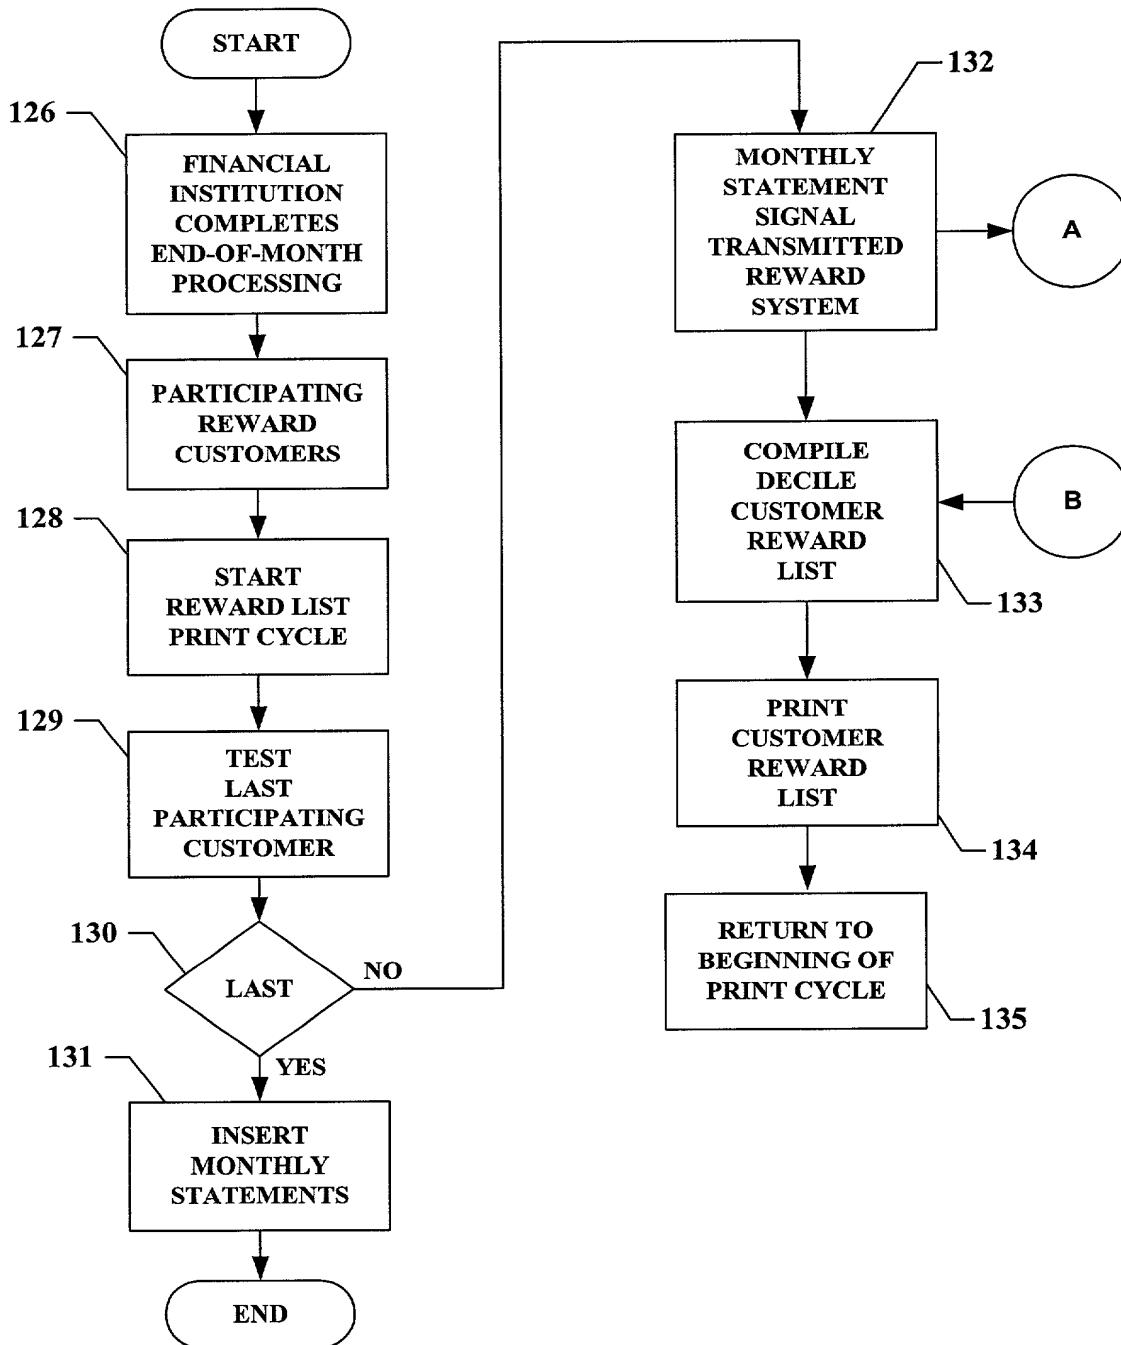 START
126
FINANCIAL
INSTITUTION
COMPLETES
END-OF-MONTH
PROCESSING
127
PARTICIPATING
REWARD
CUSTOMERS
128
START
REWARD LIST
PRINT CYCLE
129
TEST
LAST
PARTICIPATING
CUSTOMER
130
LAST
NO
YES
131
INSERT
MONTHLY
STATEMENTS
END
132
MONTHLY
STATEMENT
SIGNAL
TRANSMITTED
REWARD
SYSTEM
A
COMPILE
DECILE
CUSTOMER
REWARD
LIST
B
133
PRINT
CUSTOMER
REWARD
LIST
134
RETURN TO
BEGINNING OF
PRINT CYCLE
135